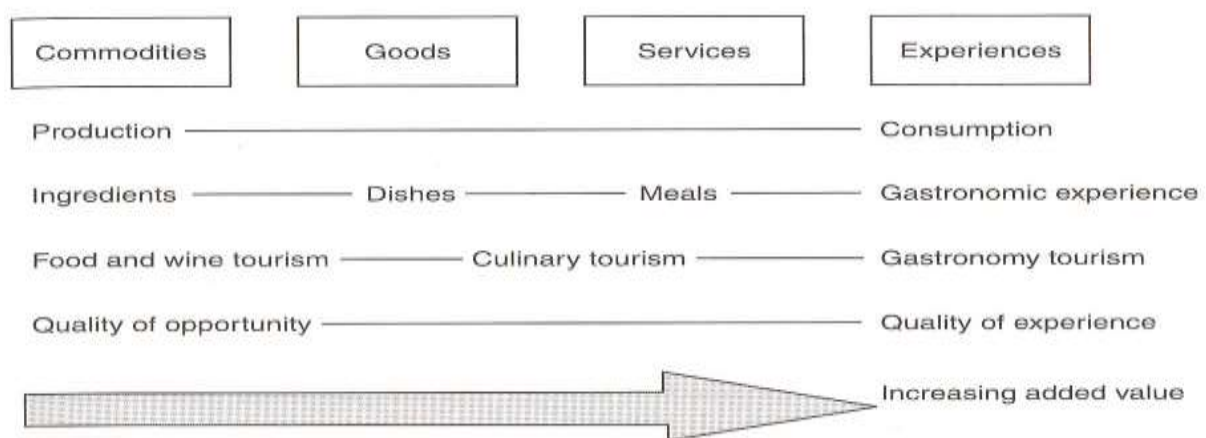 Commodities Goods Services Experiences
Production Consumption
Ingredients Dishes Meals Gastronomic experience
Food and wine tourism Culinary tourism Gastronomy tourism
Quality of opportunity Quality of experience
Increasing added value